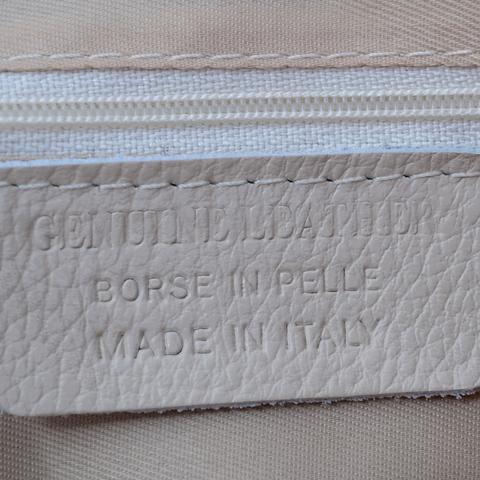 GENUINE LEATHER
BORSE IN PELLE
MADE IN ITALY